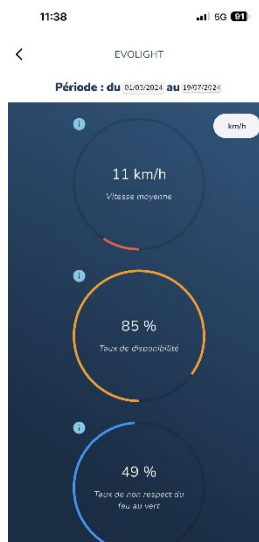 11:38
5G 91
EVOLIGHT
Période : du 01/03/2024 au 19/07/2024
km/h
11 km/h
Vitesse moyenne
85 %
Taux de disponibilité
49 %
Taux de non respect du
feu au vert